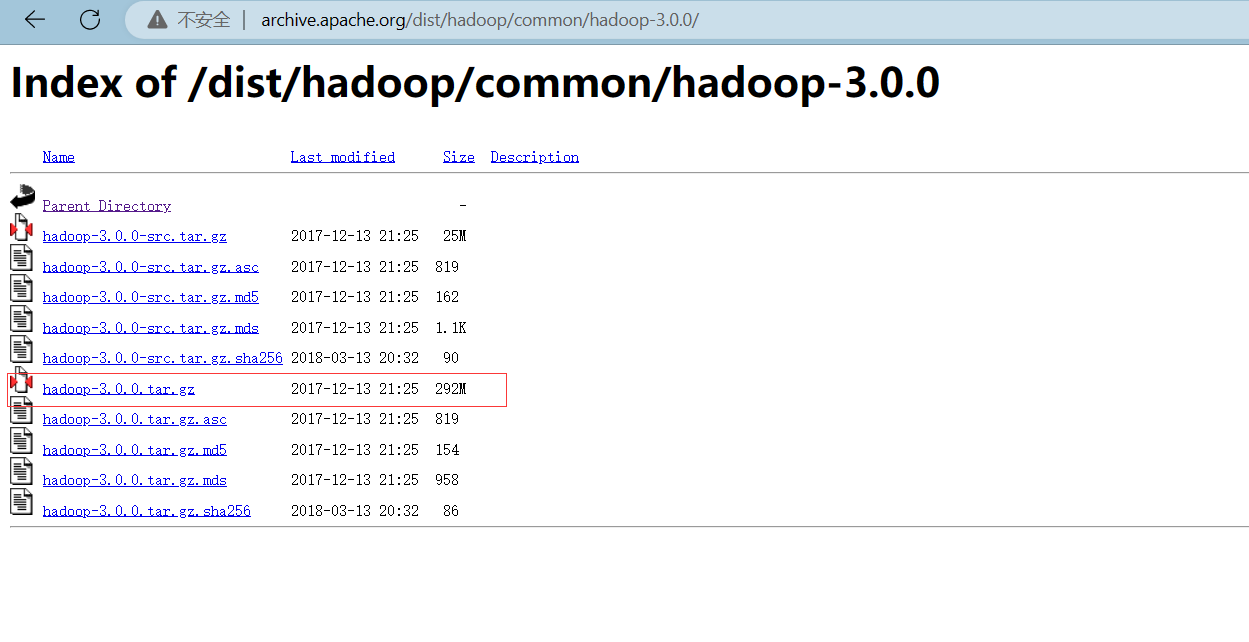 不安全 | archive.apache.org/dist/hadoop/common/hadoop-3.0.0/
Index of /dist/hadoop/common/hadoop-3.0.0
Name Last modified Size Description
Parent Directory -
hadoop-3.0.0-src.tar.gz 2017-12-13 21:25 25M
hadoop-3.0.0-src.tar.gz.asc 2017-12-13 21:25 819
hadoop-3.0.0-src.tar.gz.md5 2017-12-13 21:25 162
hadoop-3.0.0-src.tar.gz.mds 2017-12-13 21:25 1.1K
hadoop-3.0.0-src.tar.gz.sha256 2018-03-13 20:32 90
hadoop-3.0.0.tar.gz 2017-12-13 21:25 292M
hadoop-3.0.0.tar.gz.asc 2017-12-13 21:25 819
hadoop-3.0.0.tar.gz.md5 2017-12-13 21:25 154
hadoop-3.0.0.tar.gz.mds 2017-12-13 21:25 958
hadoop-3.0.0.tar.gz.sha256 2018-03-13 20:32 86